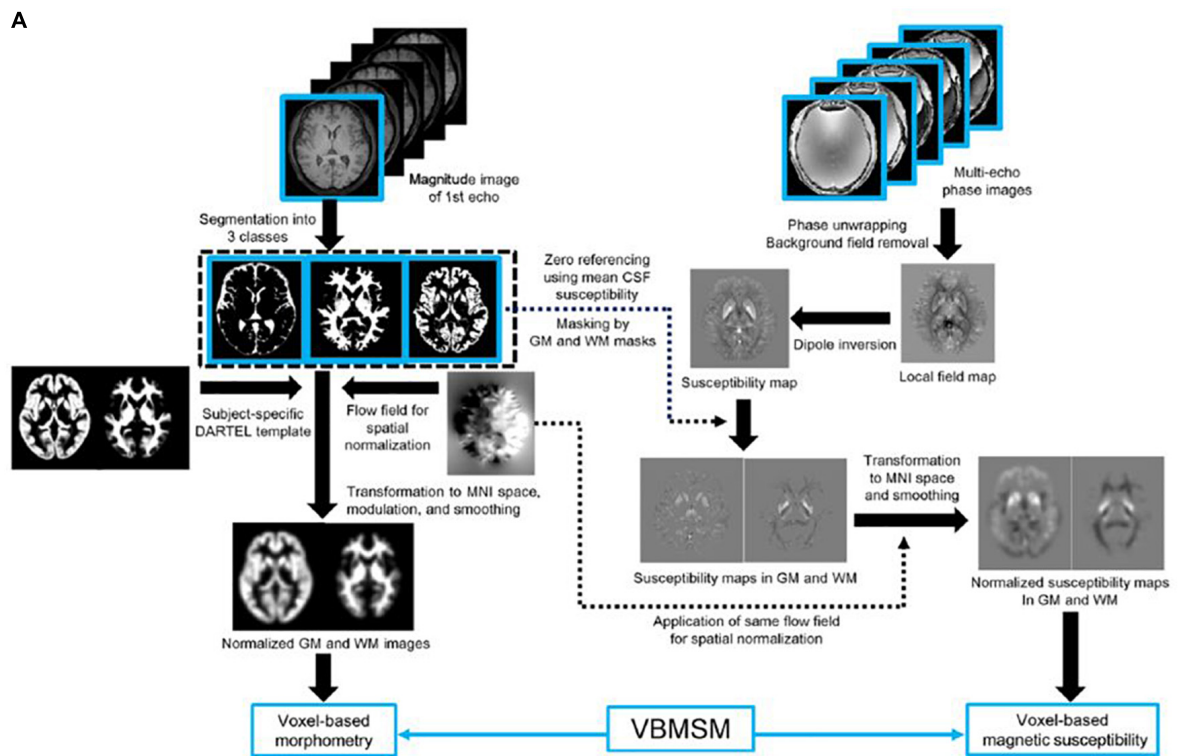 A
Magnitude image
of 1st echo
Multi-echo
phase images
Segmentation into
3 classes
Phase unwrapping
Background field removal
Zero referencing
using mean CSF
susceptibility
Masking by
GM and WM masks
Dipole inversion
Susceptibility map
Local field map
Subject-specific
DARTEL template
Flow field for
spatial
normalization
Transformation to MNI space,
modulation, and smoothing
Transformation
to MNI space
and smoothing
Susceptibility maps in GM and WM
Normalized susceptibility maps
In GM and WM
Application of same flow field
for spatial normalization
Normalized GM and WM images
Voxel-based
morphometry
VBMSM
Voxel-based
magnetic susceptibility